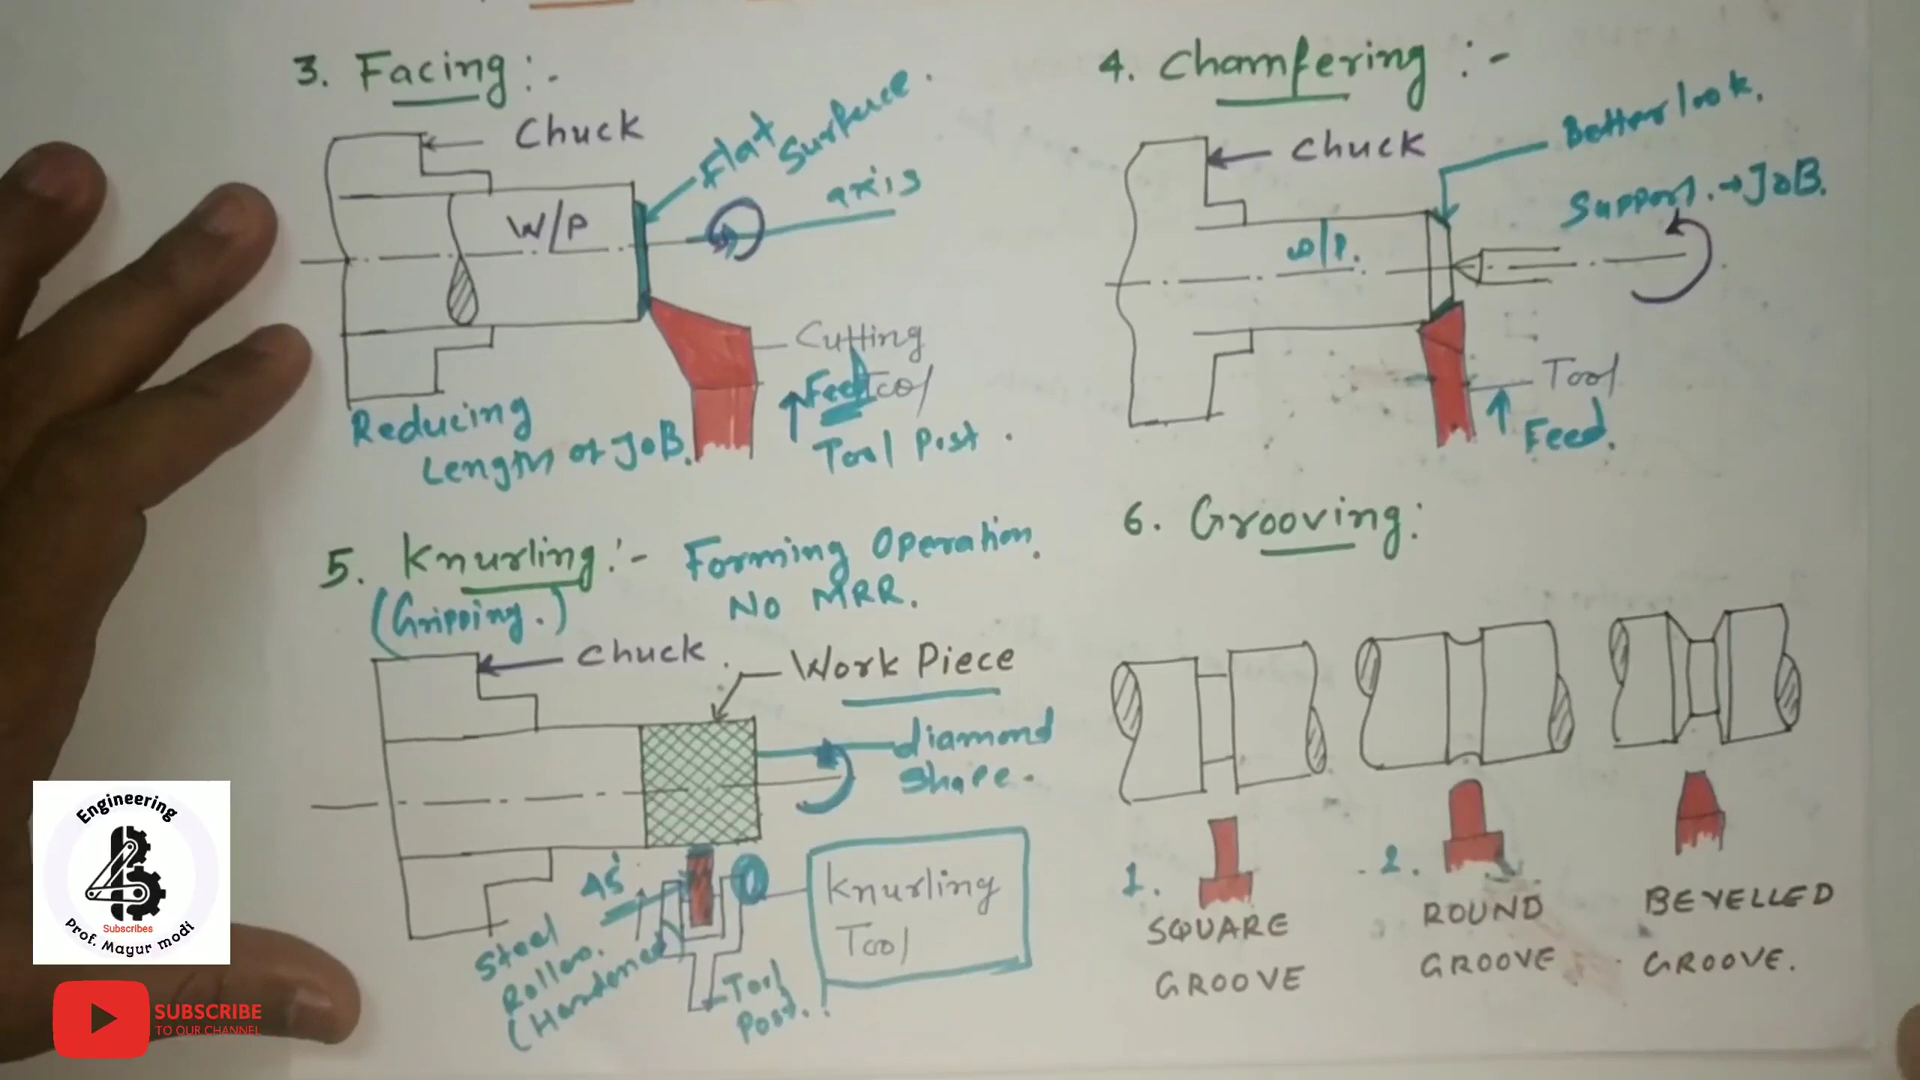 3. Facing :-
Chuck
Flat Surface.
axis
W/P
Cutting
Tool
Feed
Tool Post.
Reducing
Length of JOB.
4. Chamfering :-
Chuck
Better look.
Support. → JOB.
Tool
Feed.
5. Knurling :- Forming Operation.
(Gripping.) No MRR.
Chuck.
Work Piece
diamond
shape.
45°
Steel
Rollers.
(Hardened
Knurling
Tool
Tool
Post.
6. Grooving :
1.
SQUARE
GROOVE
2.
ROUND
GROOVE
BEVELLED
GROOVE.
Engineering
Subscribes
Prof. Mayur modi
SUBSCRIBE
TO OUR CHANNEL